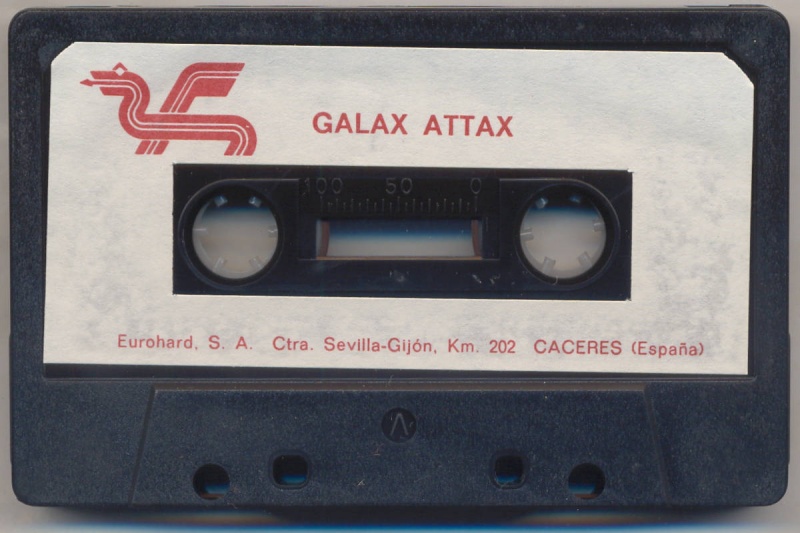 GALAX ATTAX
100 50 0
Eurohard, S. A. Ctra. Sevilla-Gijón, Km. 202 CACERES (España)